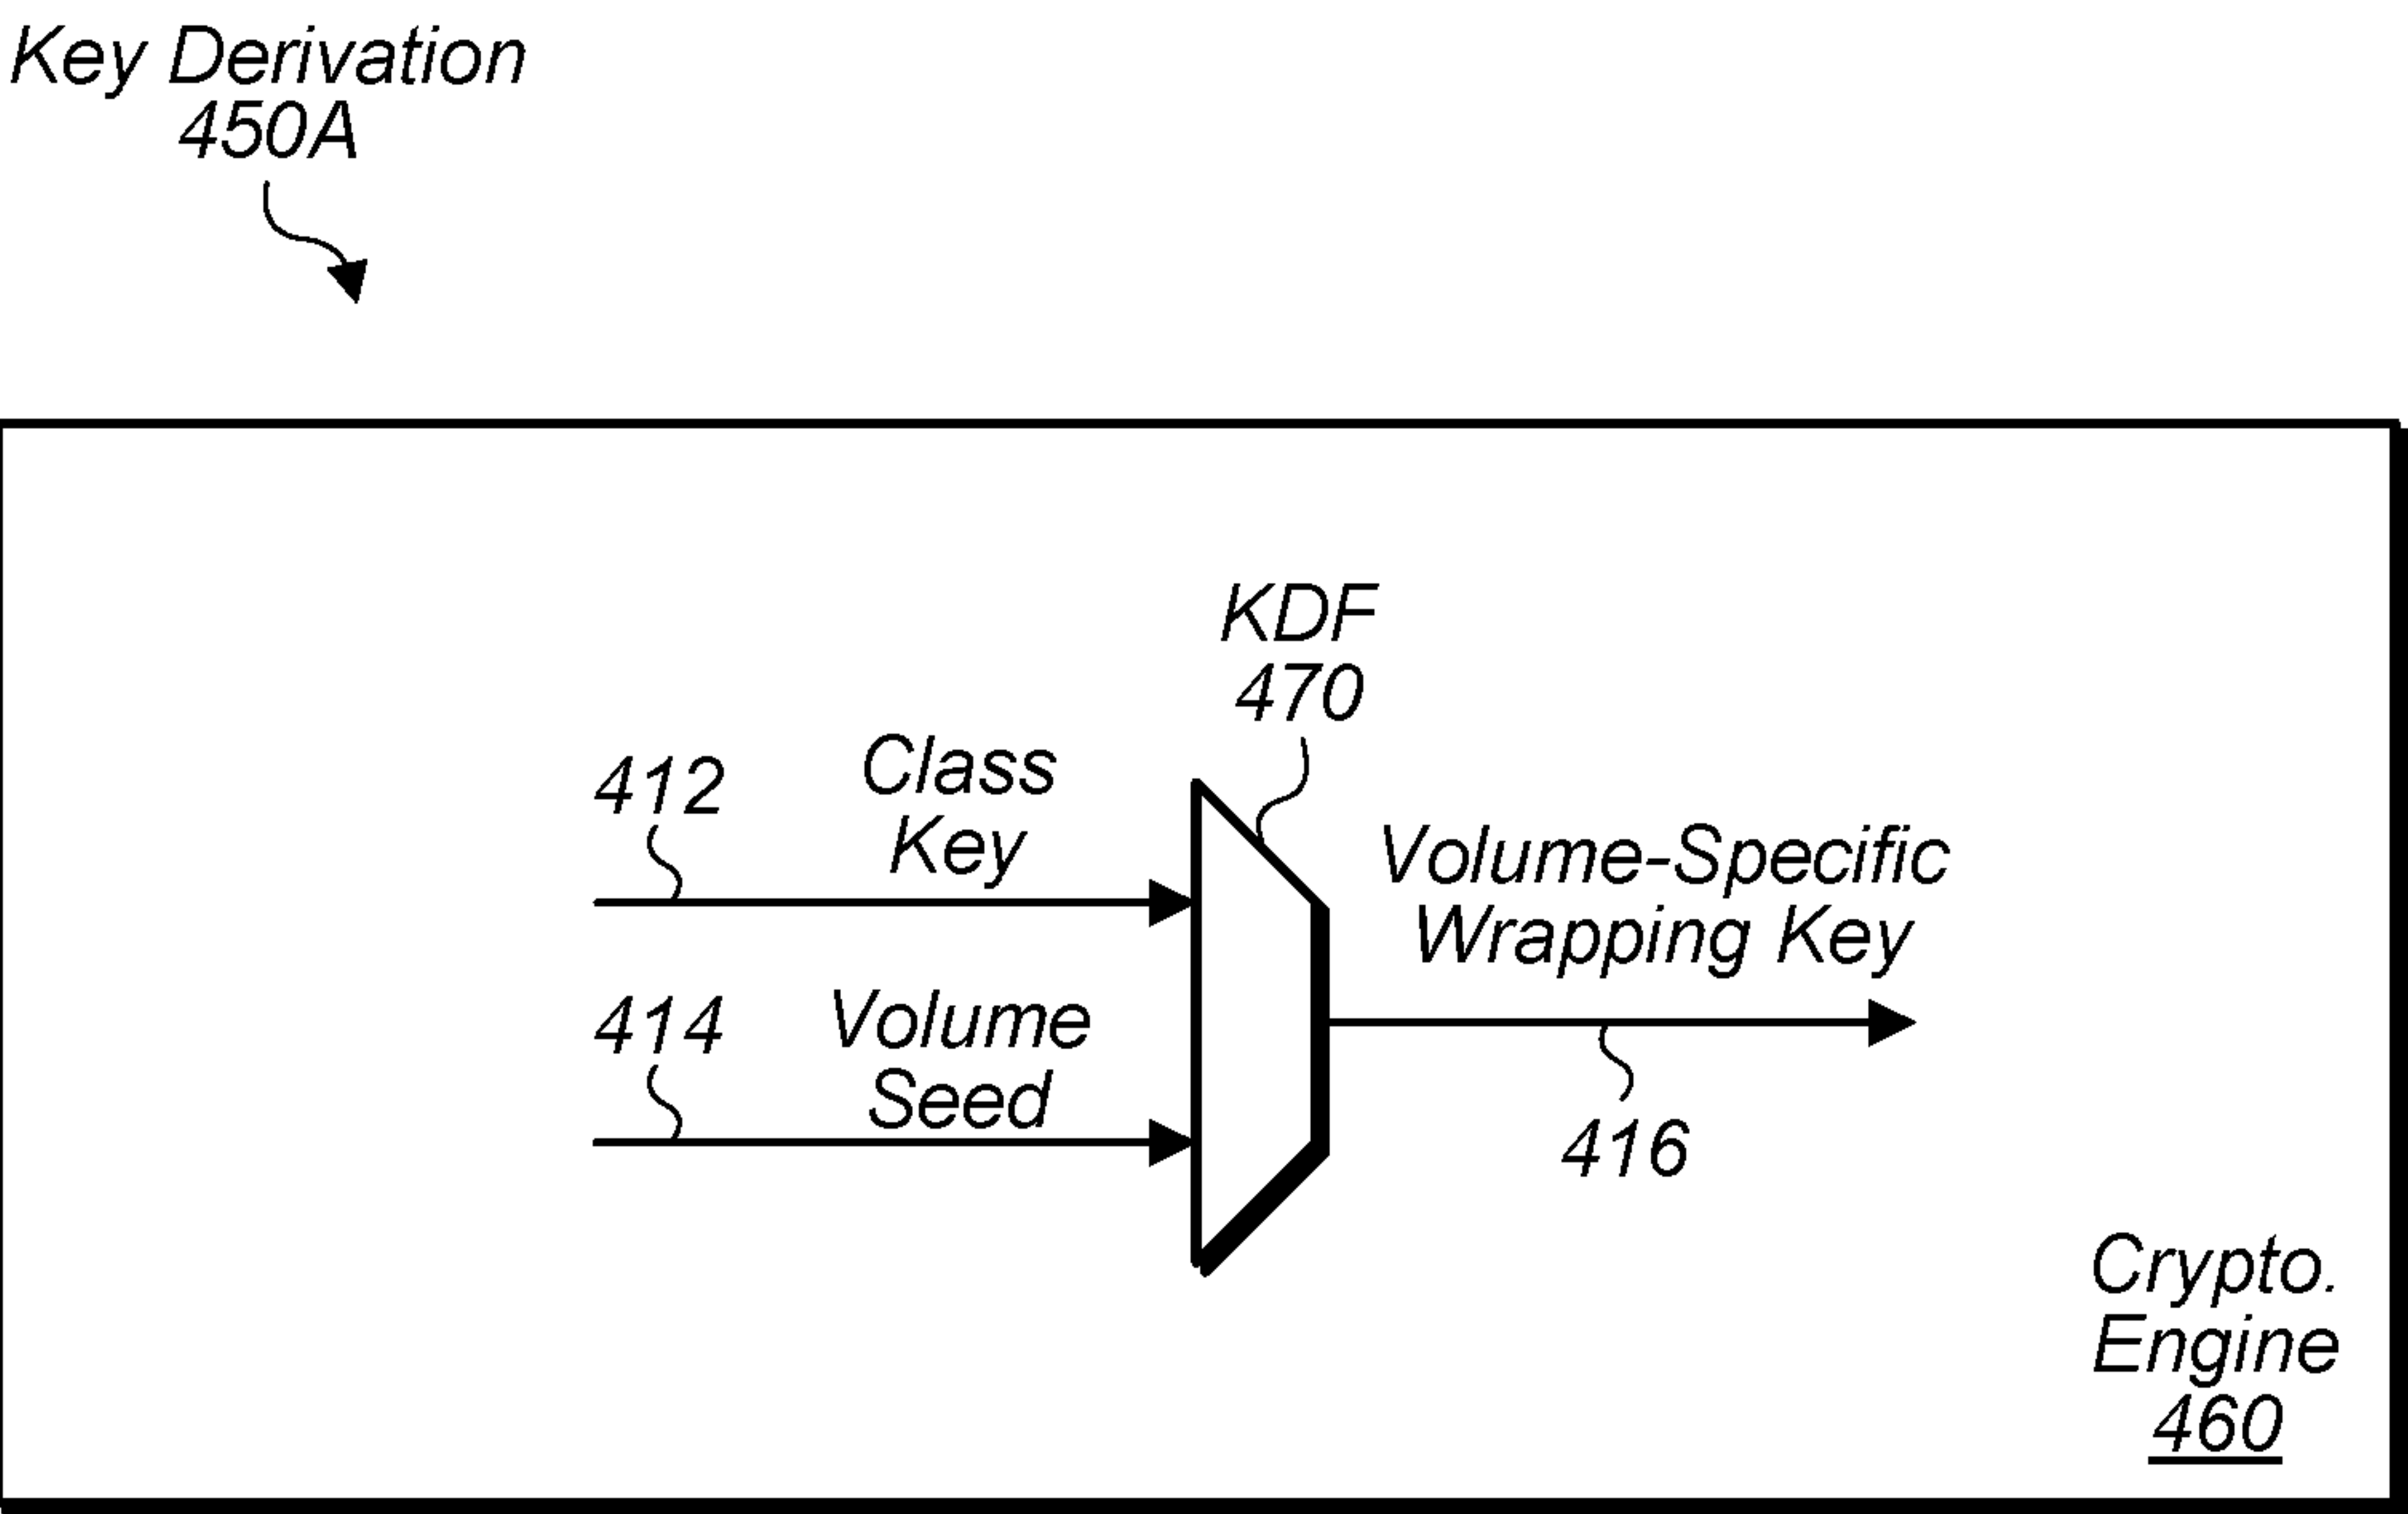 Key Derivation
450A
KDF
470
412
Class
Key
Volume-Specific
Wrapping Key
414
Volume
Seed
416
Crypto.
Engine
460